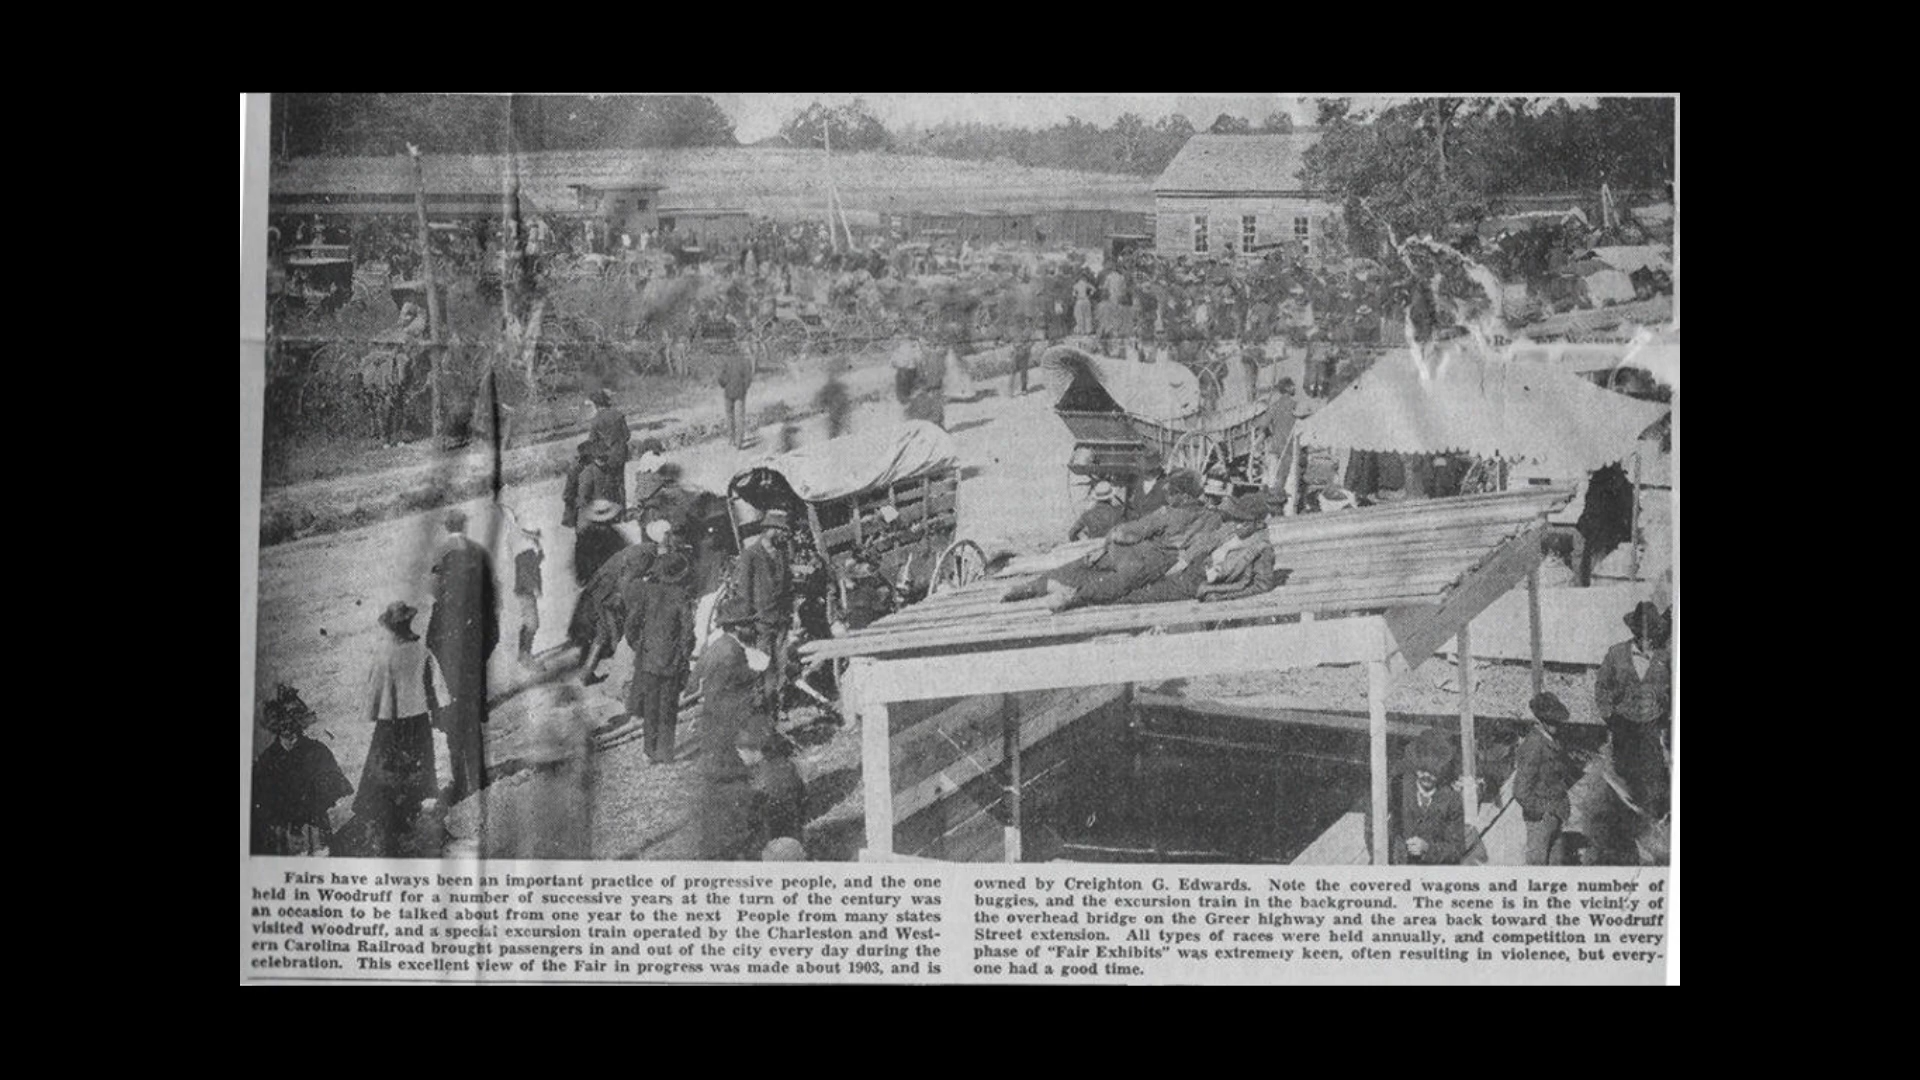 Fairs have always been an important practice of progressive people, and the one
held in Woodruff for a number of successive years at the turn of the century was
an occasion to be talked about from one year to the next People from many states
visited Woodruff, and a special excursion train operated by the Charleston and West-
ern Carolina Railroad brought passengers in and out of the city every day during the
celebration. This excellent view of the Fair in progress was made about 1903, and is
owned by Creighton G. Edwards. Note the covered wagons and large number of
buggies, and the excursion train in the background. The scene is in the vicinity of
the overhead bridge on the Greer highway and the area back toward the Woodruff
Street extension. All types of races were held annually, and competition in every
phase of "Fair Exhibits" was extremely keen, often resulting in violence, but every-
one had a good time.